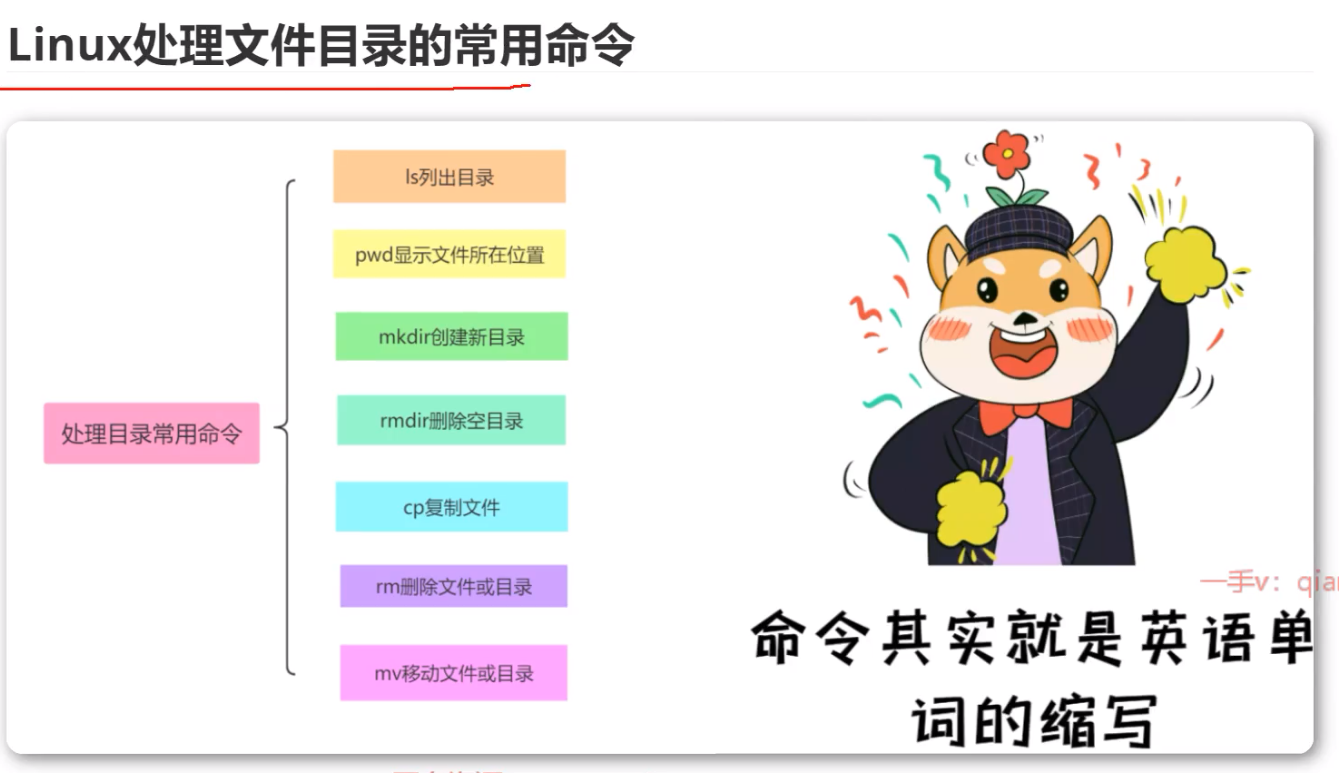 Linux处理文件目录的常用命令
ls列出目录
pwd显示文件所在位置
mkdir创建新目录
处理目录常用命令
rmdir删除空目录
cp复制文件
rm删除文件或目录
mv移动文件或目录
一手v：qian
命令其实就是英语单
词的缩写